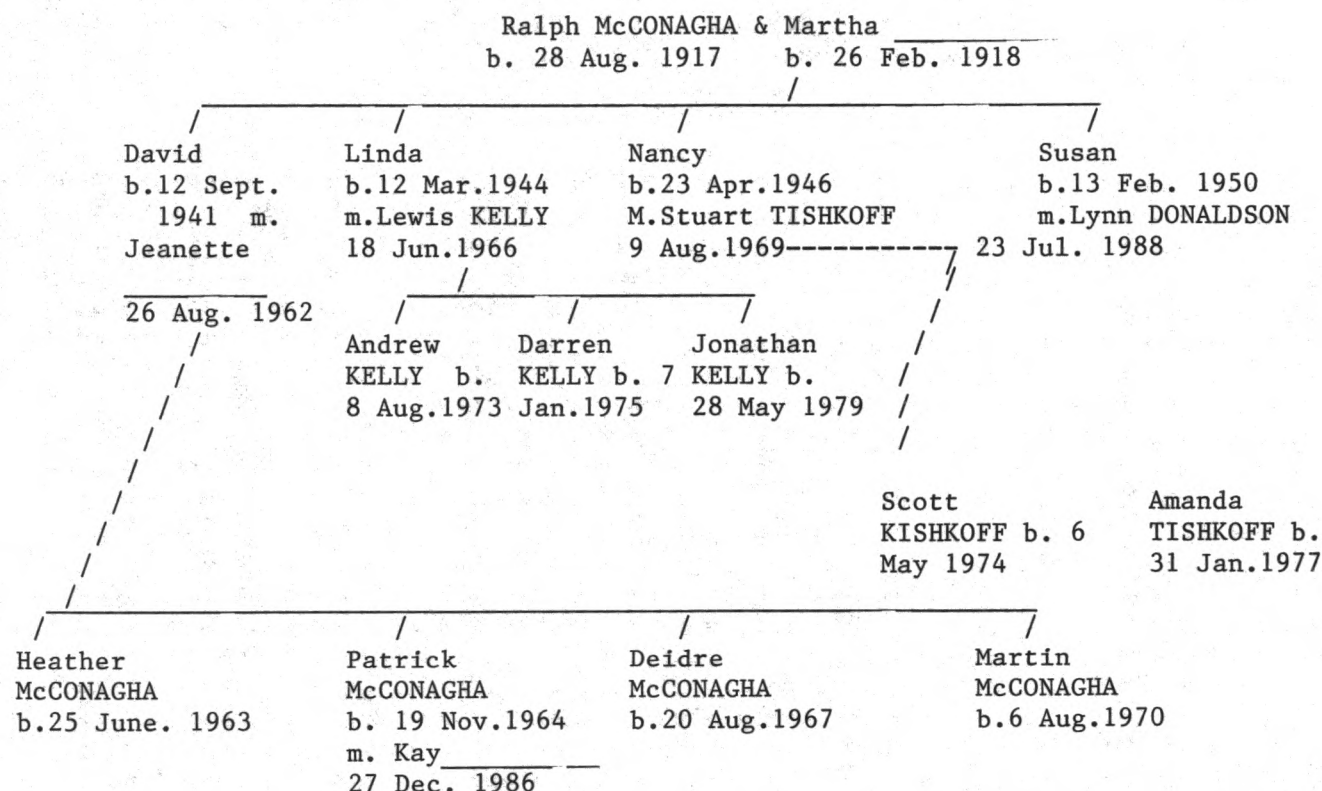 Ralph McCONAGHA & Martha ________
b. 28 Aug. 1917 b. 26 Feb. 1918
David Linda Nancy Susan
b.12 Sept. b.12 Mar.1944 b.23 Apr.1946 b.13 Feb. 1950
1941 m. m.Lewis KELLY M.Stuart TISHKOFF m.Lynn DONALDSON
Jeanette 18 Jun.1966 9 Aug.1969----------- 23 Jul. 1988
________
26 Aug. 1962
Andrew Darren Jonathan
KELLY b. KELLY b. 7 KELLY b.
8 Aug.1973 Jan.1975 28 May 1979
Scott Amanda
KISHKOFF b. 6 TISHKOFF b.
May 1974 31 Jan.1977
Heather Patrick Deidre Martin
McCONAGHA McCONAGHA McCONAGHA McCONAGHA
b.25 June. 1963 b. 19 Nov.1964 b.20 Aug.1967 b.6 Aug.1970
m. Kay________
27 Dec. 1986